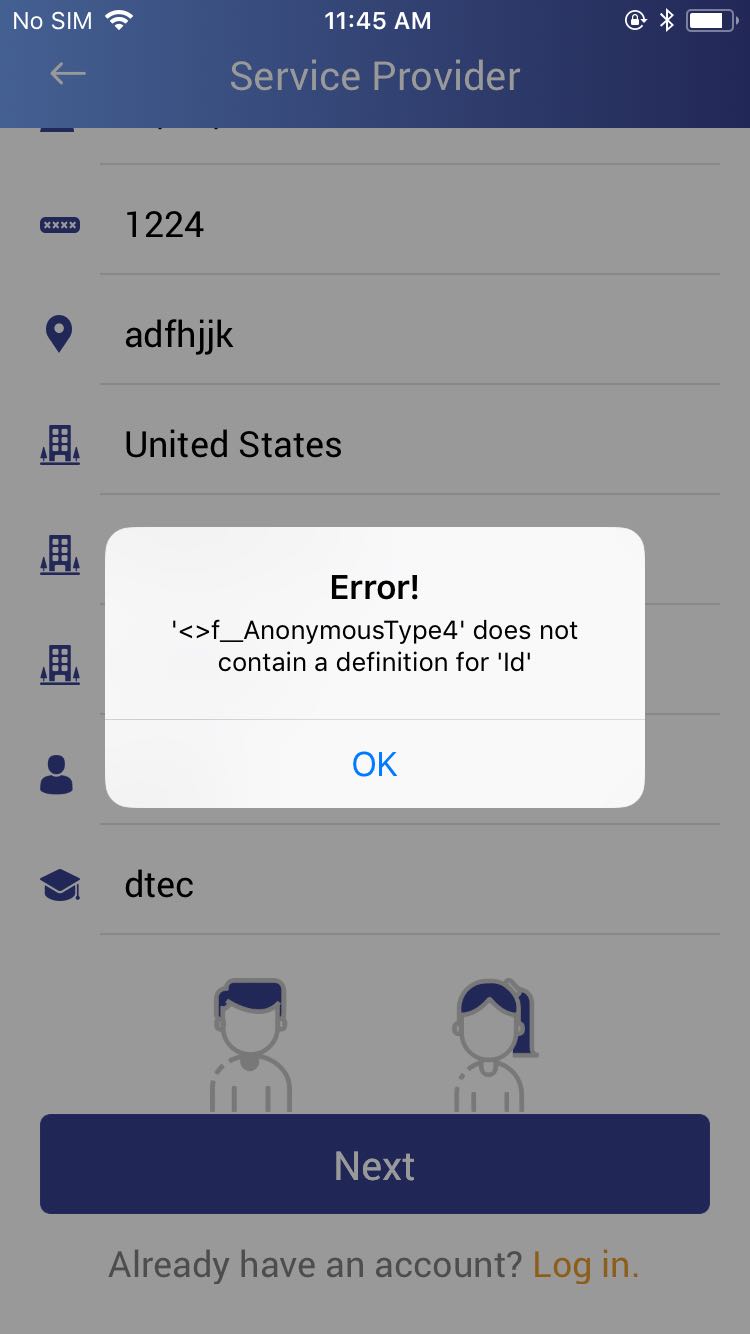 No SIM 11:45 AM
Service Provider
1224
adfhjjk
United States
Error!
'<>f__AnonymousType4' does not
contain a definition for 'Id'
OK
dtec
Next
Already have an account? Log in.